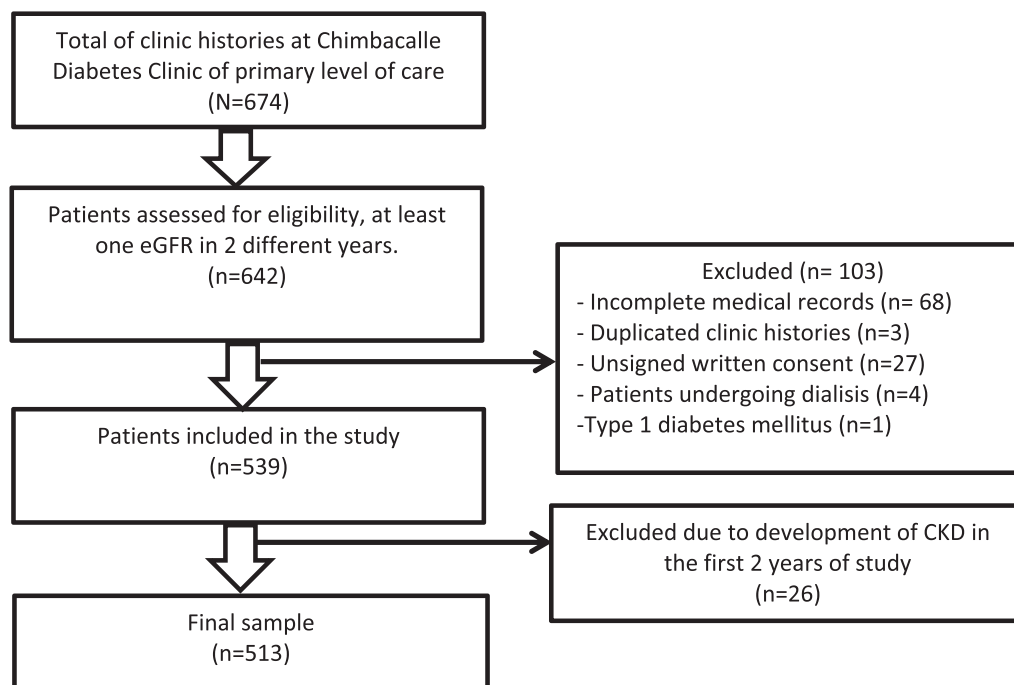 Total of clinic histories at Chimbacalle
Diabetes Clinic of primary level of care
(N=674)
Patients assessed for eligibility, at least
one eGFR in 2 different years.
(n=642)
Excluded (n= 103)
- Incomplete medical records (n= 68)
- Duplicated clinic histories (n=3)
- Unsigned written consent (n=27)
- Patients undergoing dialisis (n=4)
-Type 1 diabetes mellitus (n=1)
Patients included in the study
(n=539)
Excluded due to development of CKD in
the first 2 years of study
(n=26)
Final sample
(n=513)